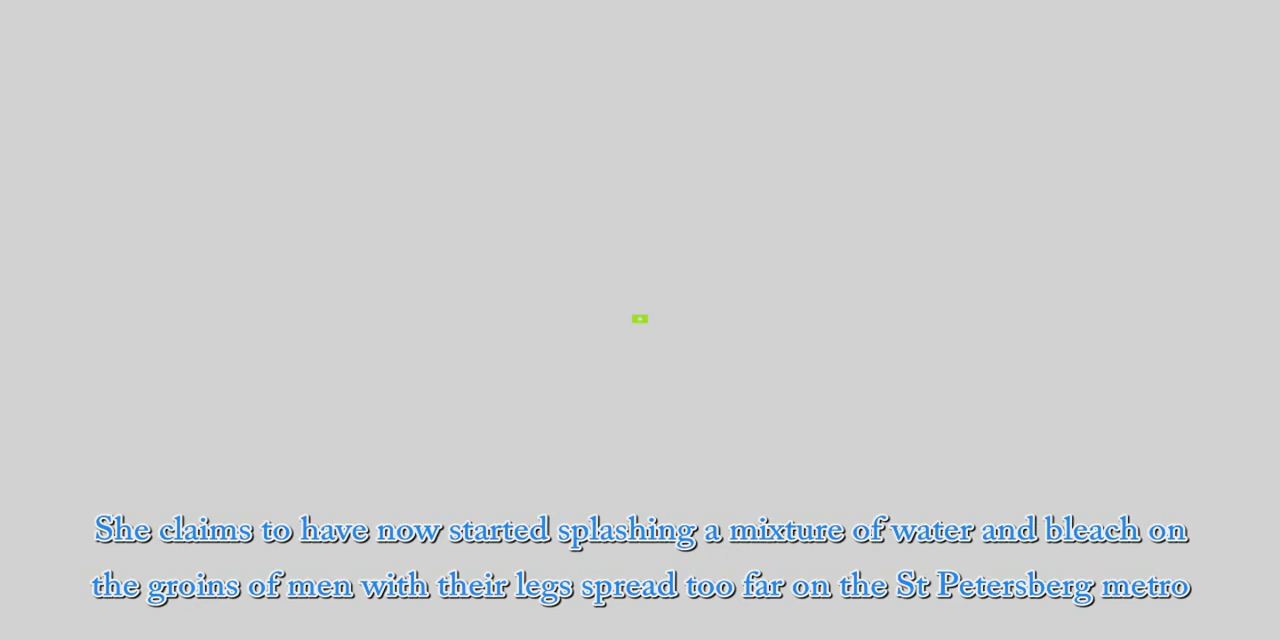 She claims to have now started splashing a mixture of water and bleach on
the groins of men with their legs spread too far on the St Petersberg metro